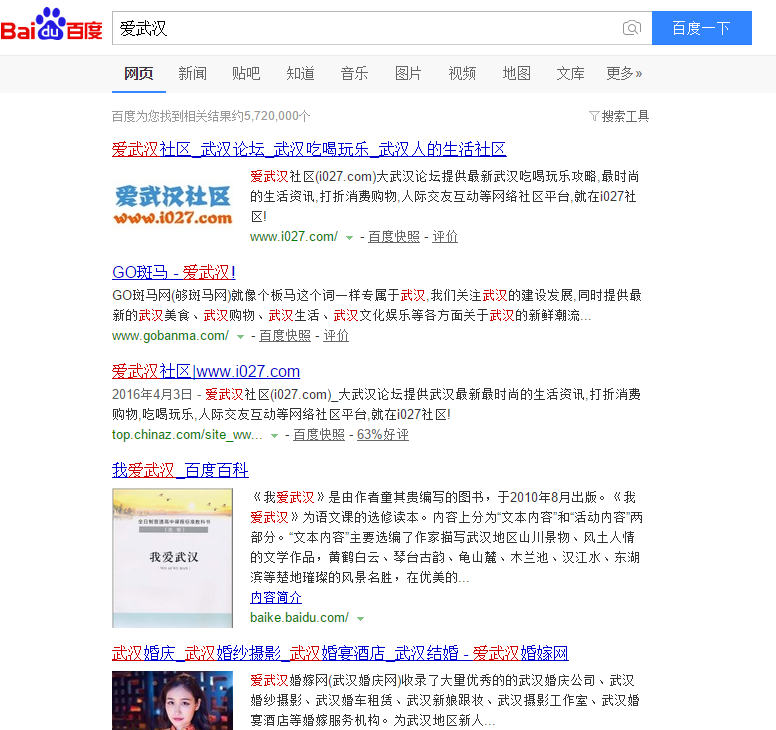 Bai du 百度 爱武汉 百度一下
网页 新闻 贴吧 知道 音乐 图片 视频 地图 文库 更多»
百度为您找到相关结果约5,720,000个 搜索工具
爱武汉社区_武汉论坛_武汉吃喝玩乐_武汉人的生活社区
爱武汉社区
www.i027.com
爱武汉社区(i027.com)大武汉论坛提供最新武汉吃喝玩乐攻略,最时尚
的生活资讯,打折消费购物,人际交友互动等网络社区平台,就在i027社
区!
www.i027.com/ - 百度快照 - 评价
GO斑马 - 爱武汉!
GO斑马网(够斑马网)就像个板马这个词一样专属于武汉,我们关注武汉的建设发展,同时提供最
新的武汉美食、武汉购物、武汉生活、武汉文化娱乐等各方面关于武汉的新鲜潮流...
www.gobanma.com/ - 百度快照 - 评价
爱武汉社区|www.i027.com
2016年4月3日 - 爱武汉社区(i027.com)_大武汉论坛提供武汉最新最时尚的生活资讯,打折消费
购物,吃喝玩乐,人际交友互动等网络社区平台,就在i027社区!
top.chinaz.com/site_ww... - 百度快照 - 63%好评
我爱武汉_百度百科
全日制普通高中课程标准教科书
我爱武汉
《我爱武汉》是由作者童其贵编写的图书，于2010年8月出版。《我
爱武汉》为语文课的选修读本。内容上分为“文本内容”和“活动内容”两
部分。“文本内容”主要选编了作家描写武汉地区山川景物、风土人情
的文学作品，黄鹤白云、琴台古韵、龟山麓、木兰池、汉江水、东湖
滨等楚地璀璨的风景名胜，在优美的...
内容简介
baike.baidu.com/
武汉婚庆_武汉婚纱摄影_武汉婚宴酒店_武汉结婚 - 爱武汉婚嫁网
爱武汉婚嫁网(武汉婚庆网)收录了大量优秀的的武汉婚庆公司、武汉
婚纱摄影、武汉婚车租赁、武汉新娘跟妆、武汉摄影工作室、武汉婚
宴酒店等婚嫁服务机构。为武汉地区新人...